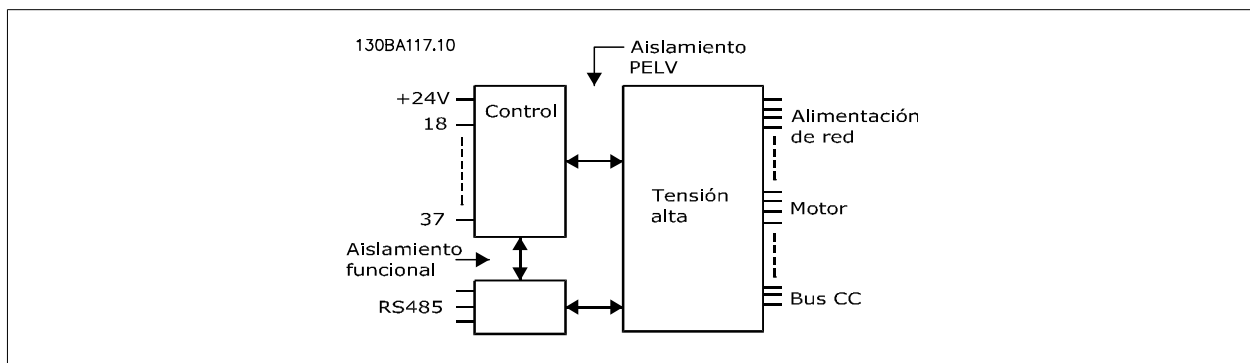 130BA117.10
Aislamiento
PELV
+24V
Control
18
Alimentación
de red
Tensión
alta
Motor
37
Aislamiento
funcional
RS485
Bus CC